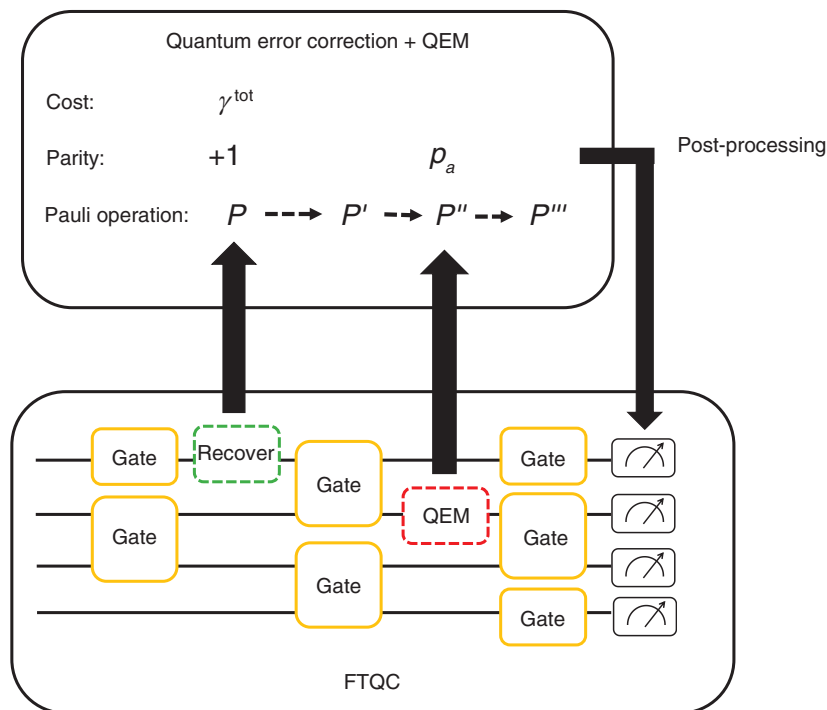 Quantum error correction + QEM
Cost: γ^tot
Parity: +1 p_a
Post-processing
Pauli operation: P P' P'' P'''
Gate Recover Gate
Gate
QEM
Gate Gate
Gate
Gate
FTQC